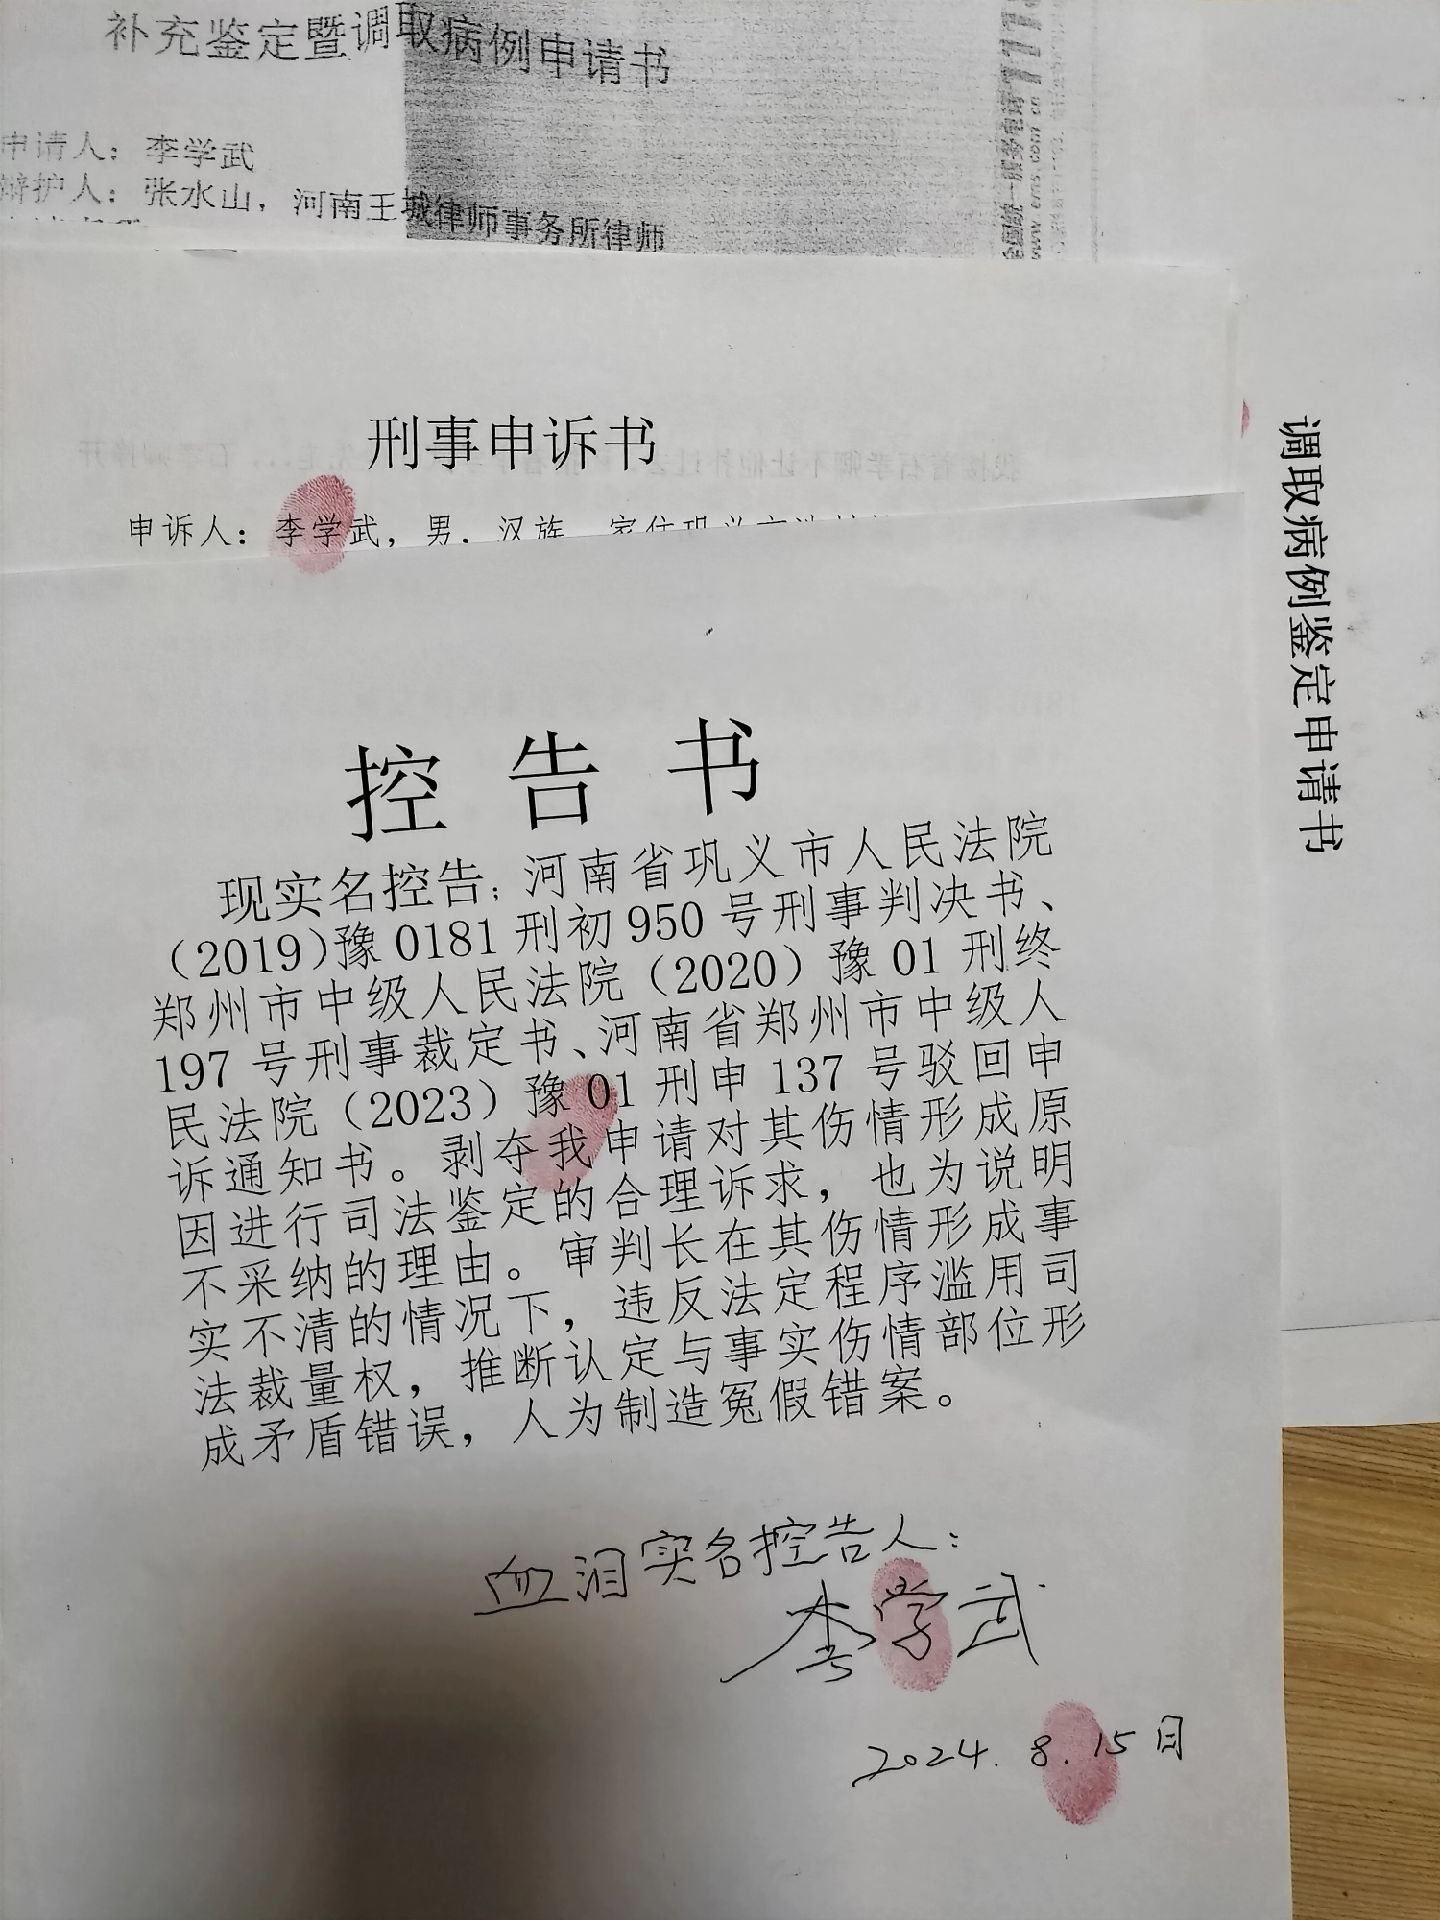 补充鉴定暨调取病例申请书
申请人：李学武
辩护人：张水山，河南王城律师事务所律师
刑事申诉书
申诉人：李学武，男，汉族
调取病例鉴定申请书
控告书
现实名控告；河南省巩义市人民法院
（2019)豫0181刑初950号刑事判决书、
郑州市中级人民法院（2020）豫01刑终
197号刑事裁定书、河南省郑州市中级人
民法院（2023）豫01刑申137号驳回申
诉通知书。剥夺我申请对其伤情形成原
因进行司法鉴定的合理诉求，也为说明
不采纳的理由。审判长在其伤情形成事
实不清的情况下，违反法定程序滥用司
法裁量权，推断认定与事实伤情部位形
成矛盾错误，人为制造冤假错案。
血泪实名控告人：
李学武
2024.8.15日